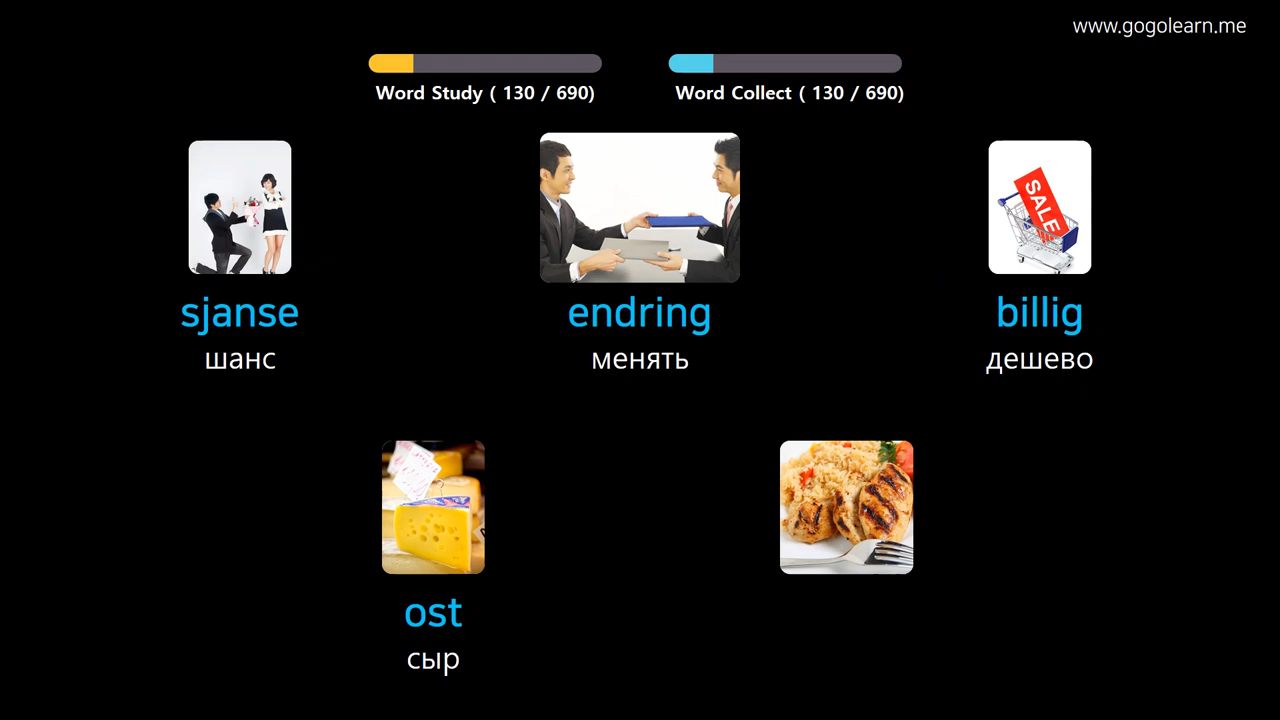 www.gogolearn.me
Word Study ( 130 / 690)
Word Collect ( 130 / 690)
SALE
sjanse
шанс
endring
менять
billig
дешево
ost
сыр